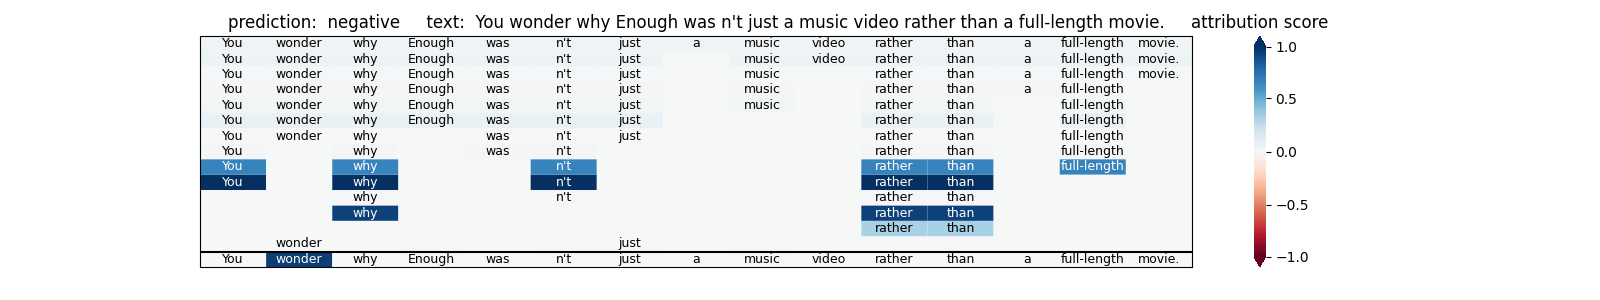 prediction:  negative     text:  You wonder why Enough was n't just a music video rather than a full-length movie.     attribution score
You wonder why Enough was n't just a music video rather than a full-length movie.
You wonder why Enough was n't just music video rather than full-length movie.
You wonder why Enough was n't just music rather than a full-length movie.
You wonder why Enough was n't just music rather than a full-length
You wonder why Enough was n't just music rather than full-length
You wonder why Enough was n't just rather than full-length
You wonder why was n't just rather than full-length
You why was n't rather than full-length
You why n't rather than full-length
You why n't rather than
why n't rather than
why rather than
rather than
wonder just
You wonder why Enough was n't just a music video rather than a full-length movie.
1.0
0.5
0.0
−0.5
−1.0